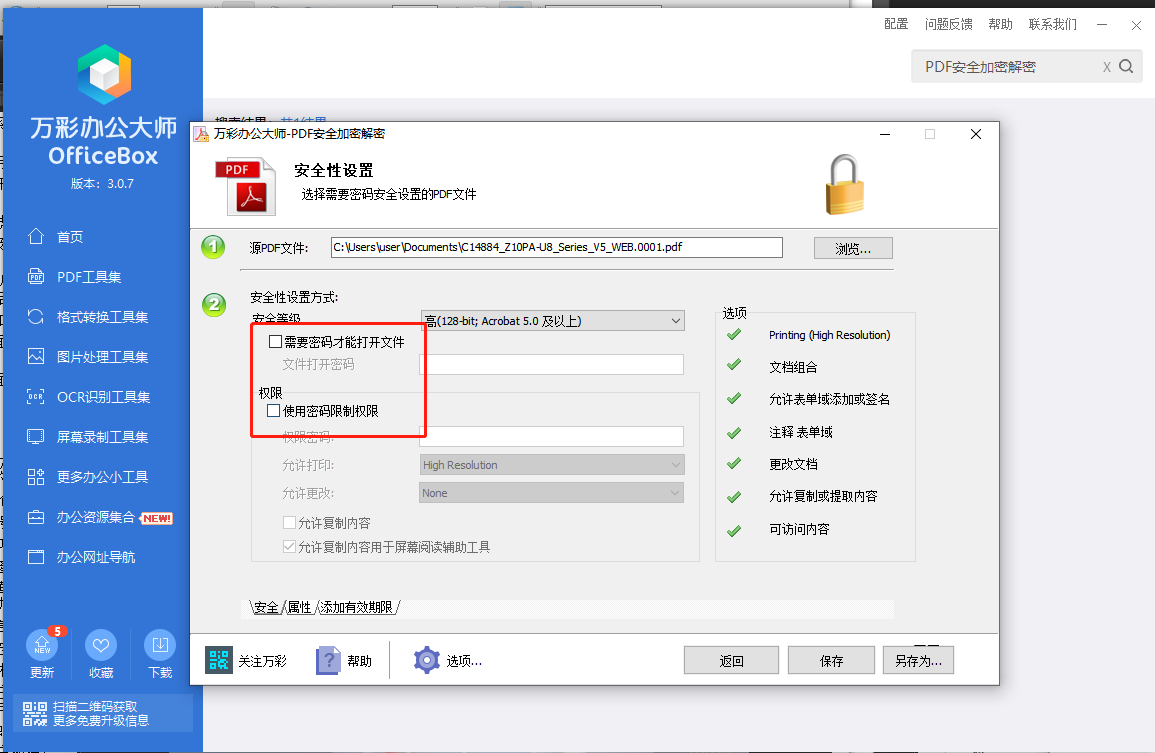 配置 问题反馈 帮助 联系我们
PDF安全加密解密 X
万彩办公大师
OfficeBox
版本：3.0.7
首页
PDF工具集
格式转换工具集
图片处理工具集
OCR识别工具集
屏幕录制工具集
更多办公小工具
办公资源集合 NEW!
办公网址导航
5
NEW
更新 收藏 下载
扫描二维码获取
更多免费升级信息
万彩办公大师-PDF安全加密解密
PDF
安全性设置
选择需要密码安全设置的PDF文件
1
源PDF文件:
C:\Users\user\Documents\C14884_Z10PA-U8_Series_V5_WEB.0001.pdf
浏览...
2
安全性设置方式:
安全等级
高(128-bit; Acrobat 5.0 及以上)
需要密码才能打开文件
文件打开密码
权限
使用密码限制权限
权限密码:
允许打印:
High Resolution
允许更改:
None
允许复制内容
允许复制内容用于屏幕阅读辅助工具
选项
Printing (High Resolution)
文档组合
允许表单域添加或签名
注释 表单域
更改文档
允许复制或提取内容
可访问内容
安全 属性 添加有效期限
关注万彩 帮助 选项... 返回 保存 另存为...